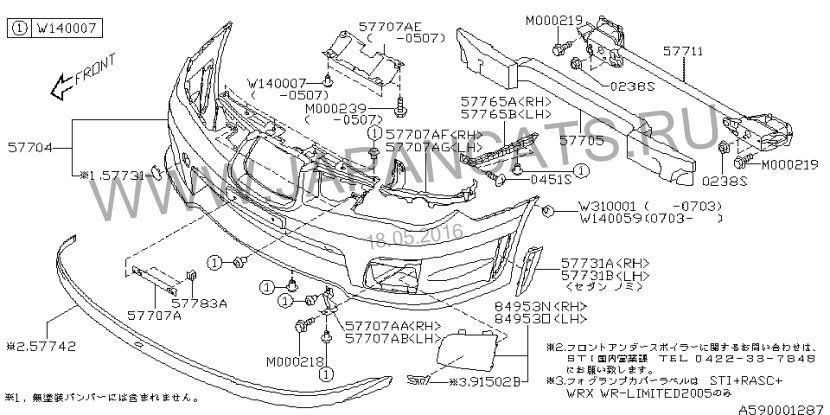 ① W140007
FRONT
57704
※1.57731
57707AE
( -0507)
W140007
( -0507)
M000239
( -0507)
①
57707AF<RH>
57707AG<LH>
57765A<RH>
57765B<LH>
M000219
0238S
57711
57705
0451S
①
0238S
M000219
W310001 ( -0703)
W140059(0703- )
57731A<RH>
57731B<LH>
<セダン ノミ>
84953N<RH>
84953□<LH>
①
①
①
57783A
57707A
57707AA<RH>
57707AB<LH>
M000218
①
※2.57742
※3.91502B
※1. 無塗装バンパーには含まれません。
※2.フロントアンダースポイラーに関するお問い合わせは、
STI国内営業課 TEL 0422-33-7848
にお願い致します。
※3.フォグランプカバーラベルは STI+RASC+
WRX WR-LIMITED2005のみ
A590001287
WWW.JAPANCATS.RU
18.05.2016